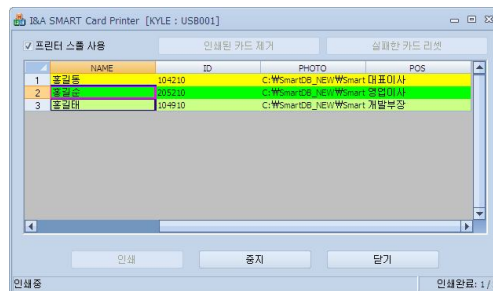 I&A SMART Card Printer [KYLE : USB001]
✓ 프린터 스풀 사용 인쇄된 카드 제거 실패한 카드 리셋
NAME ID PHOTO POS
1 홍길동 104210 C:₩SmartDB_NEW₩Smart 대표이사
2 홍길순 205210 C:₩SmartDB_NEW₩Smart 영업이사
3 홍길태 104910 C:₩SmartDB_NEW₩Smart 개발부장
인쇄 중지 닫기
인쇄중 인쇄완료: 1 /